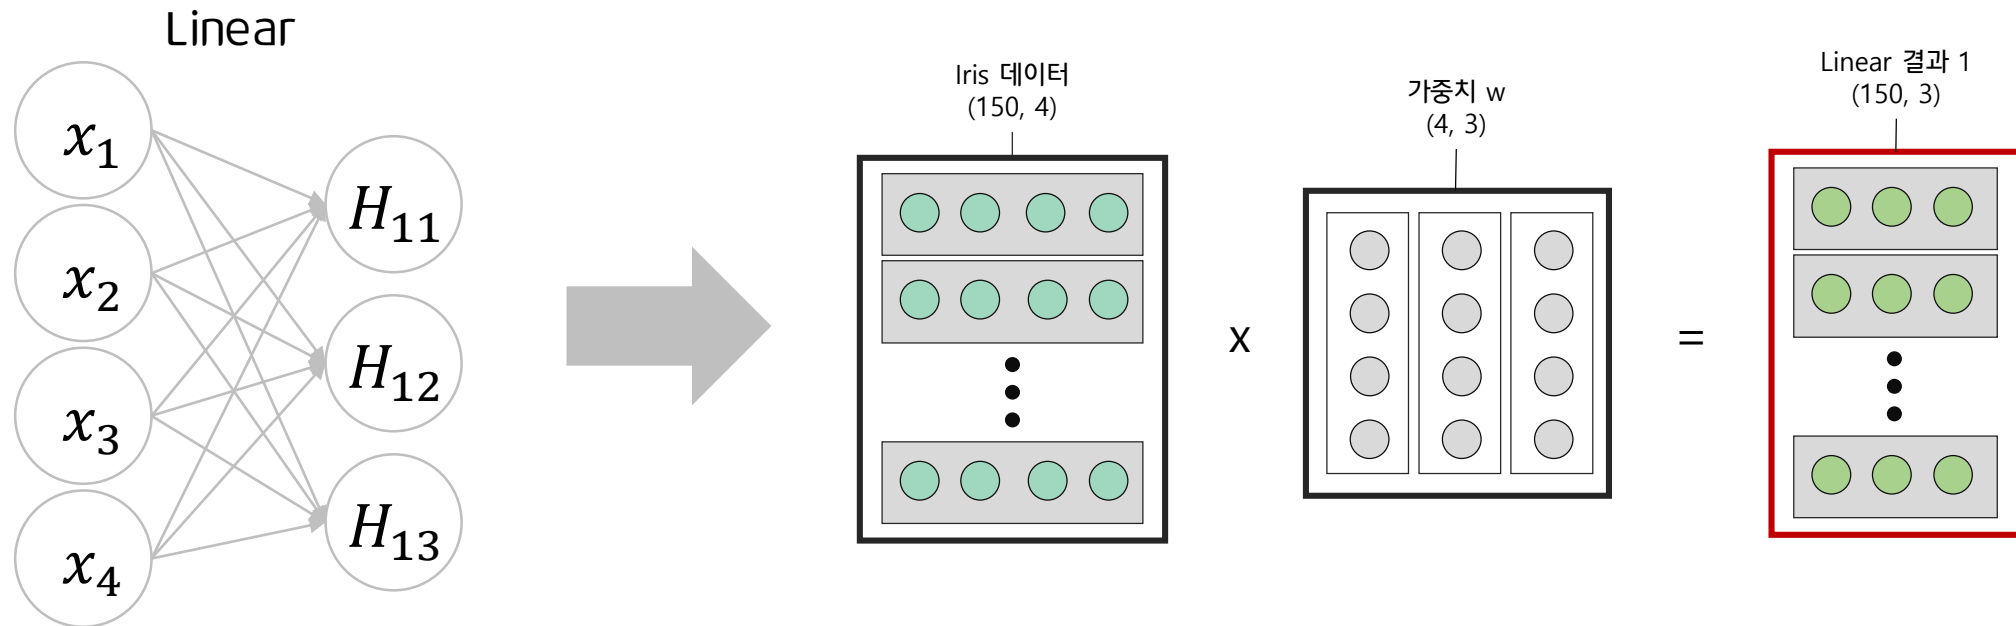 Linear
x₁
x₂
x₃
x₄
H₁₁
H₁₂
H₁₃
Iris 데이터
(150, 4)
x
가중치 w
(4, 3)
=
Linear 결과 1
(150, 3)